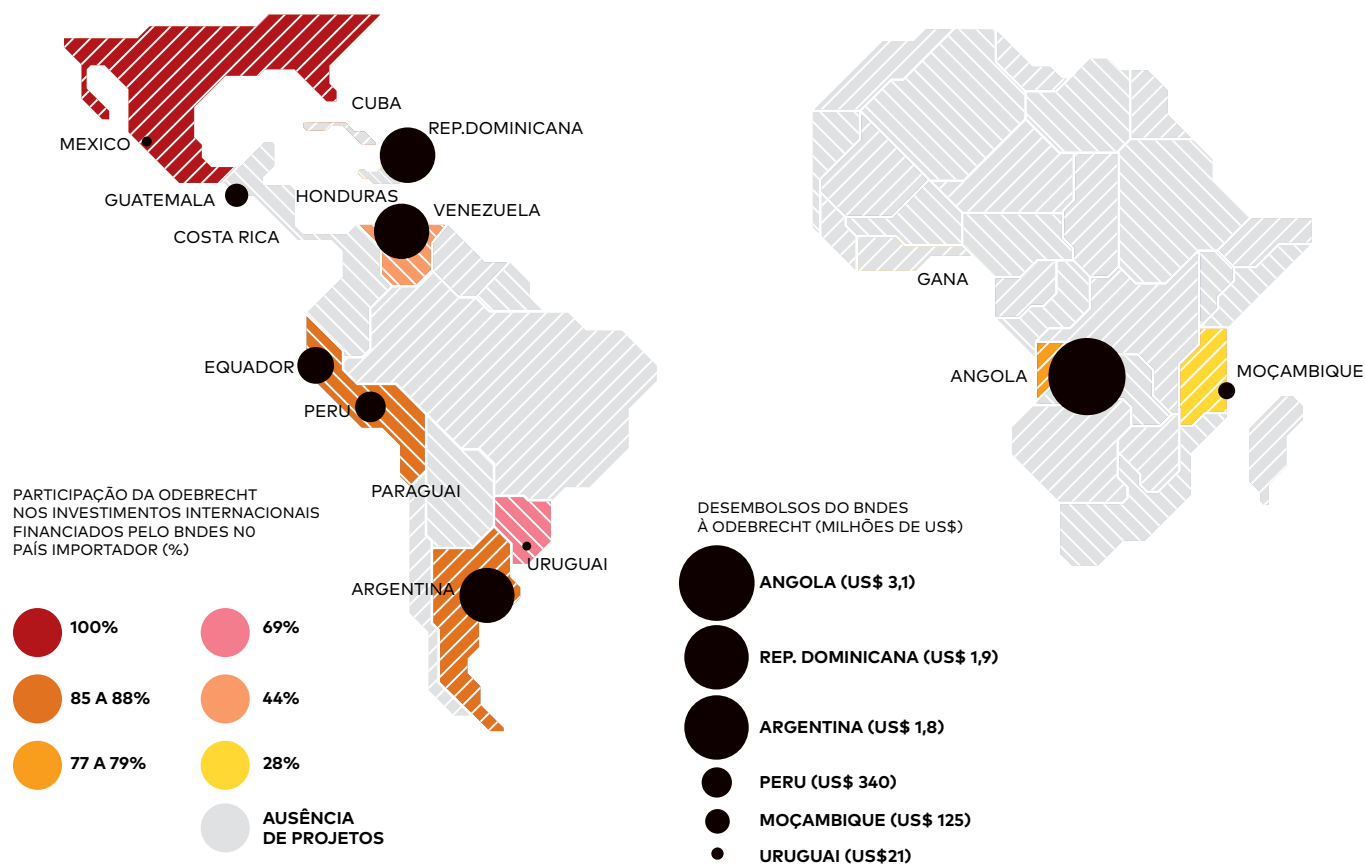 CUBA
REP.DOMINICANA
MEXICO
GUATEMALA
HONDURAS
VENEZUELA
COSTA RICA
GANA
EQUADOR
PERU
ANGOLA
MOÇAMBIQUE
PARAGUAI
URUGUAI
ARGENTINA
PARTICIPAÇÃO DA ODEBRECHT
NOS INVESTIMENTOS INTERNACIONAIS
FINANCIADOS PELO BNDES N0
PAÍS IMPORTADOR (%)
100%
69%
85 A 88%
44%
77 A 79%
28%
AUSÊNCIA
DE PROJETOS
DESEMBOLSOS DO BNDES
À ODEBRECHT (MILHÕES DE US$)
ANGOLA (US$ 3,1)
REP. DOMINICANA (US$ 1,9)
ARGENTINA (US$ 1,8)
PERU (US$ 340)
MOÇAMBIQUE (US$ 125)
URUGUAI (US$21)